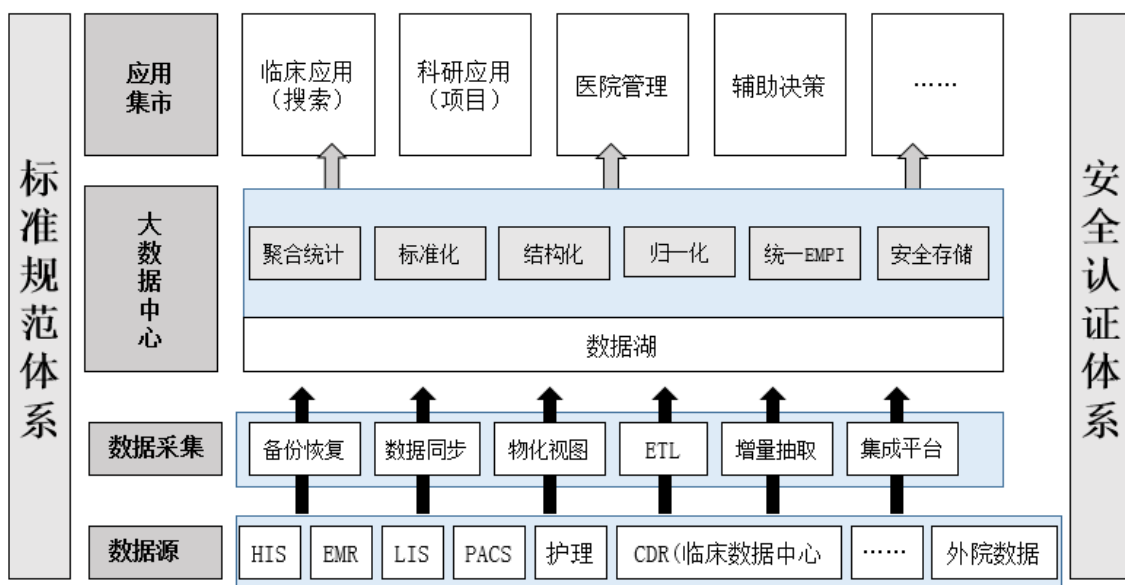 标准规范体系
应用
集市
临床应用
（搜索）
科研应用
（项目）
医院管理
辅助决策
……
大数据中心
聚合统计
标准化
结构化
归一化
统一EMPI
安全存储
数据湖
数据采集
备份恢复
数据同步
物化视图
ETL
增量抽取
集成平台
数据源
HIS
EMR
LIS
PACS
护理
CDR(临床数据中心
……
外院数据
安全认证体系